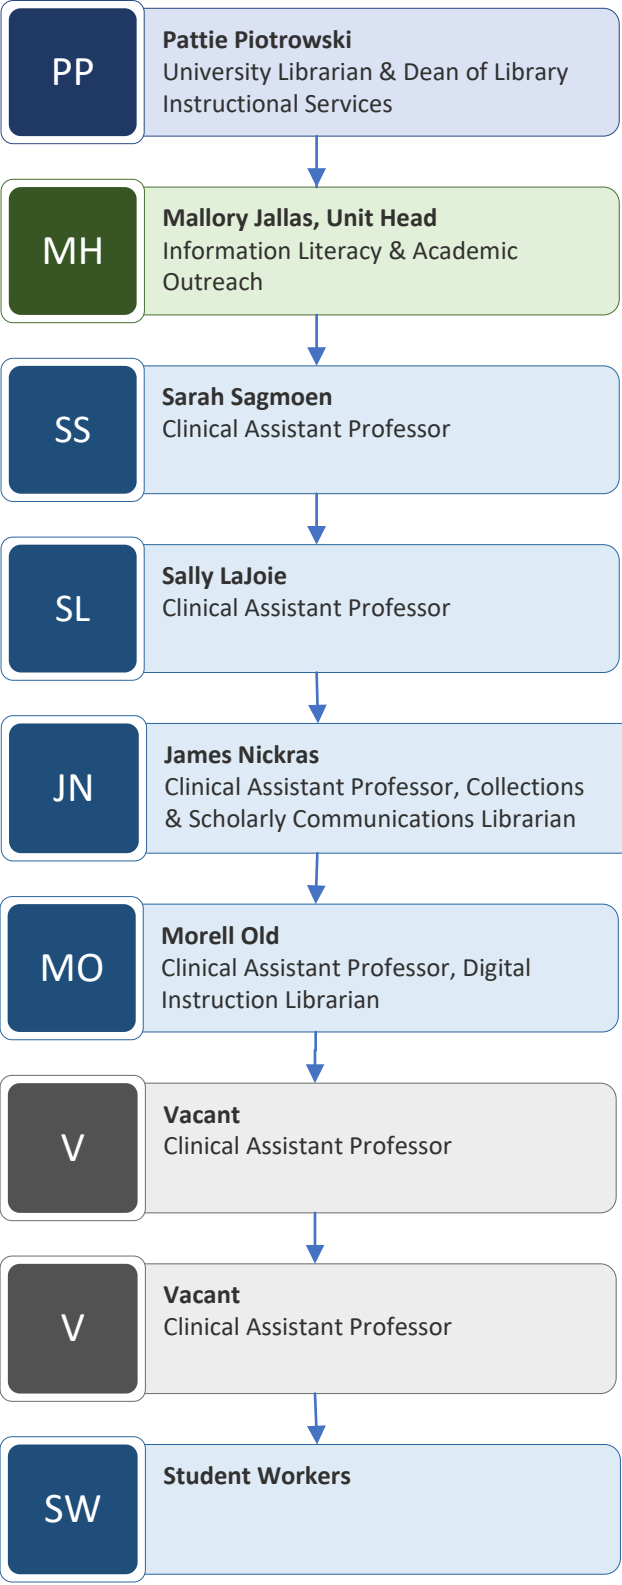 PP
Pattie Piotrowski
University Librarian & Dean of Library
Instructional Services
MH
Mallory Jallas, Unit Head
Information Literacy & Academic
Outreach
SS
Sarah Sagmoen
Clinical Assistant Professor
SL
Sally LaJoie
Clinical Assistant Professor
JN
James Nickras
Clinical Assistant Professor, Collections
& Scholarly Communications Librarian
MO
Morell Old
Clinical Assistant Professor, Digital
Instruction Librarian
V
Vacant
Clinical Assistant Professor
V
Vacant
Clinical Assistant Professor
SW
Student Workers